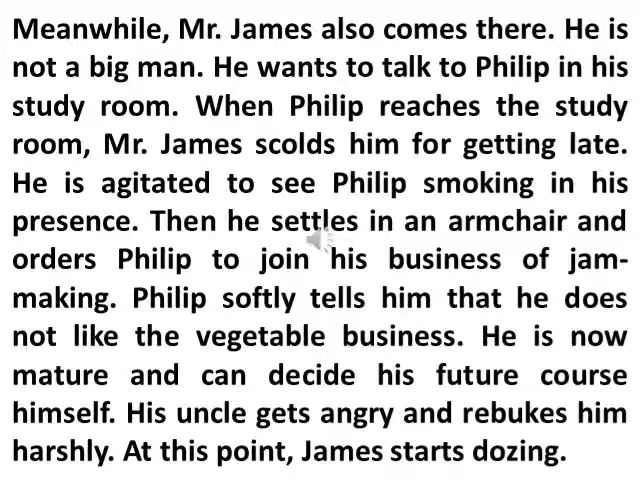 Meanwhile, Mr. James also comes there. He is
not a big man. He wants to talk to Philip in his
study room. When Philip reaches the study
room, Mr. James scolds him for getting late.
He is agitated to see Philip smoking in his
presence. Then he settles in an armchair and
orders Philip to join his business of jam-
making. Philip softly tells him that he does
not like the vegetable business. He is now
mature and can decide his future course
himself. His uncle gets angry and rebukes him
harshly. At this point, James starts dozing.